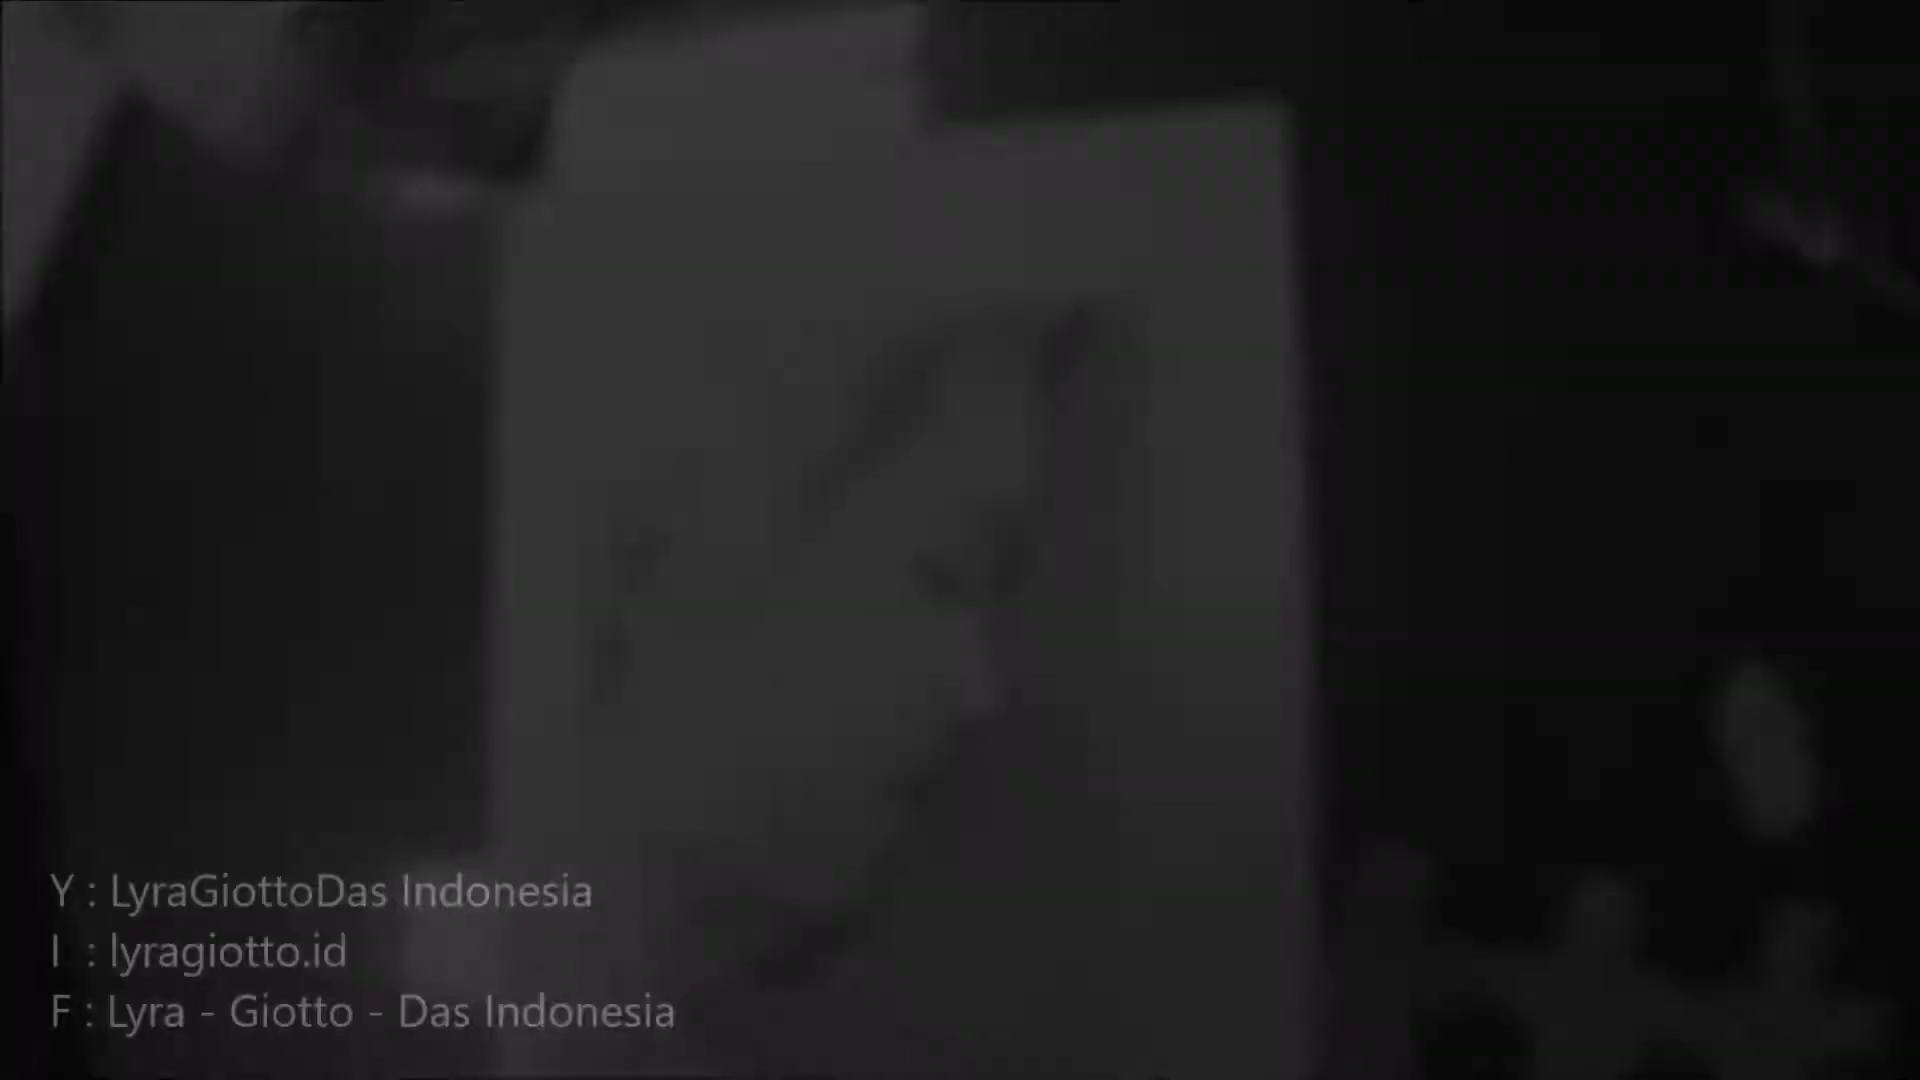 Y : LyraGiottoDas Indonesia
I : lyragiotto.id
F : Lyra - Giotto - Das Indonesia